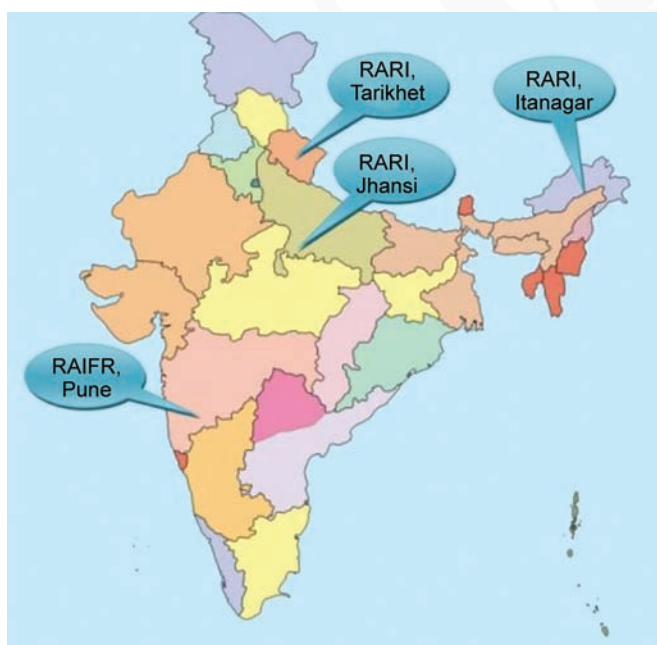 RARI,
Tarikhet
RARI,
Itanagar
RARI,
Jhansi
RAIFR,
Pune